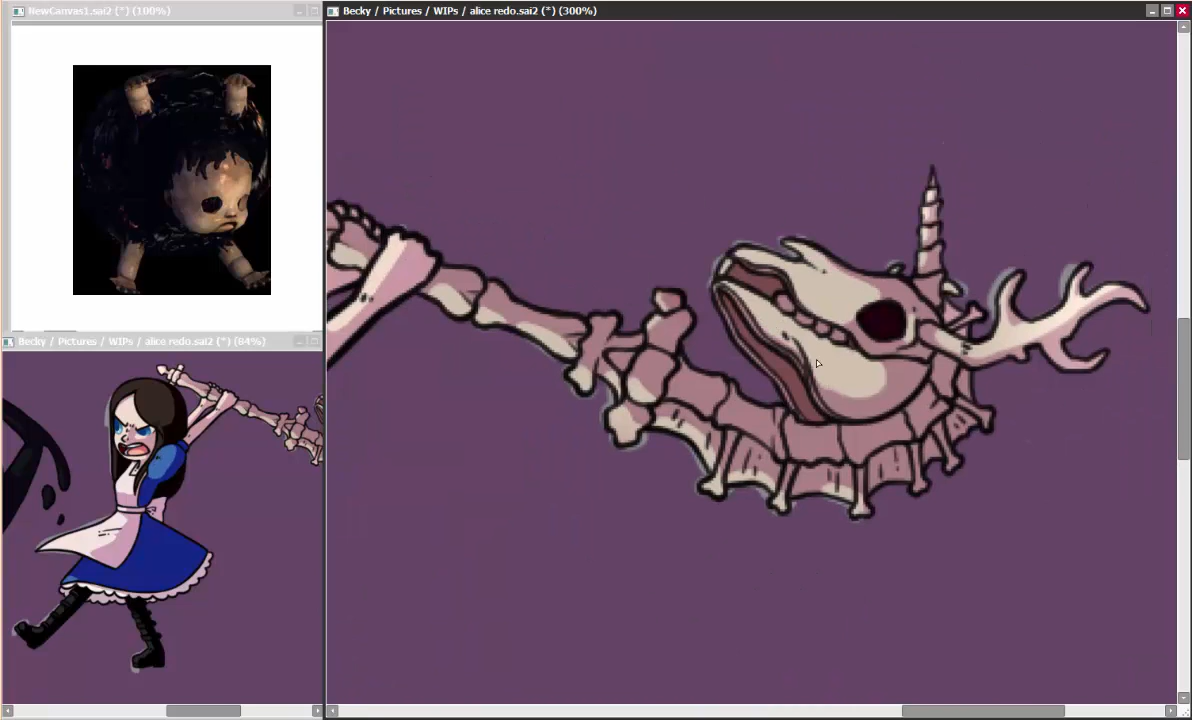 NewCanvas1.sai2 (*) (100%)
Becky / Pictures / WIPs / alice redo.sai2 (*) (300%)
Becky / Pictures / WIPs / alice redo.sai2 (*) (84%)